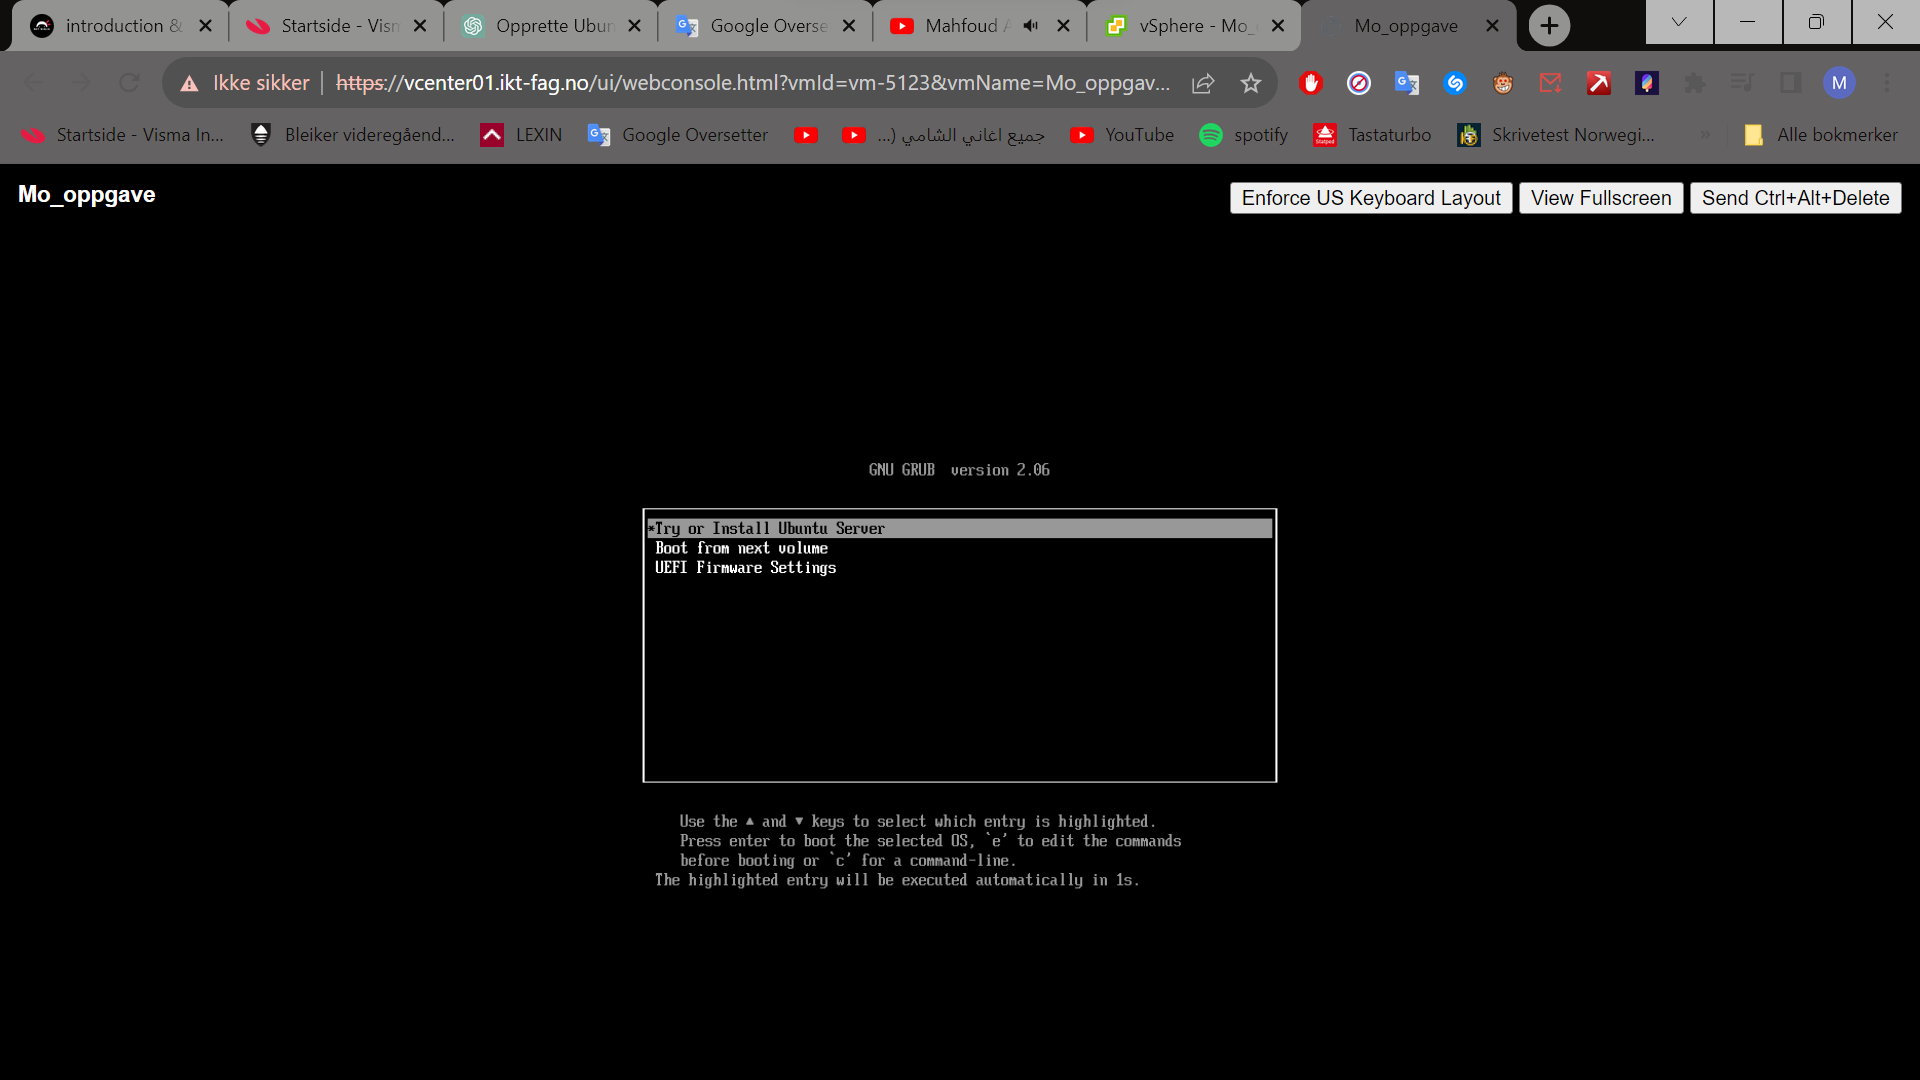 introduction &
Startside - Visn
Opprette Ubun
Google Overse
Mahfoud A
vSphere - Mo_
Mo_oppgave
Ikke sikker
https://vcenter01.ikt-fag.no/ui/webconsole.html?vmId=vm-5123&vmName=Mo_oppgav...
M
Startside - Visma In...
Bleiker videregåend...
LEXIN
Google Oversetter
جميع اغاني الشامي (...
YouTube
spotify
Tastaturbo
Skrivetest Norwegi...
»
Alle bokmerker
Mo_oppgave
Enforce US Keyboard Layout
View Fullscreen
Send Ctrl+Alt+Delete
GNU GRUB  version 2.06
*Try or Install Ubuntu Server
Boot from next volume
UEFI Firmware Settings
Use the ▲ and ▼ keys to select which entry is highlighted.
Press enter to boot the selected OS, `e' to edit the commands
before booting or `c' for a command-line.
The highlighted entry will be executed automatically in 1s.